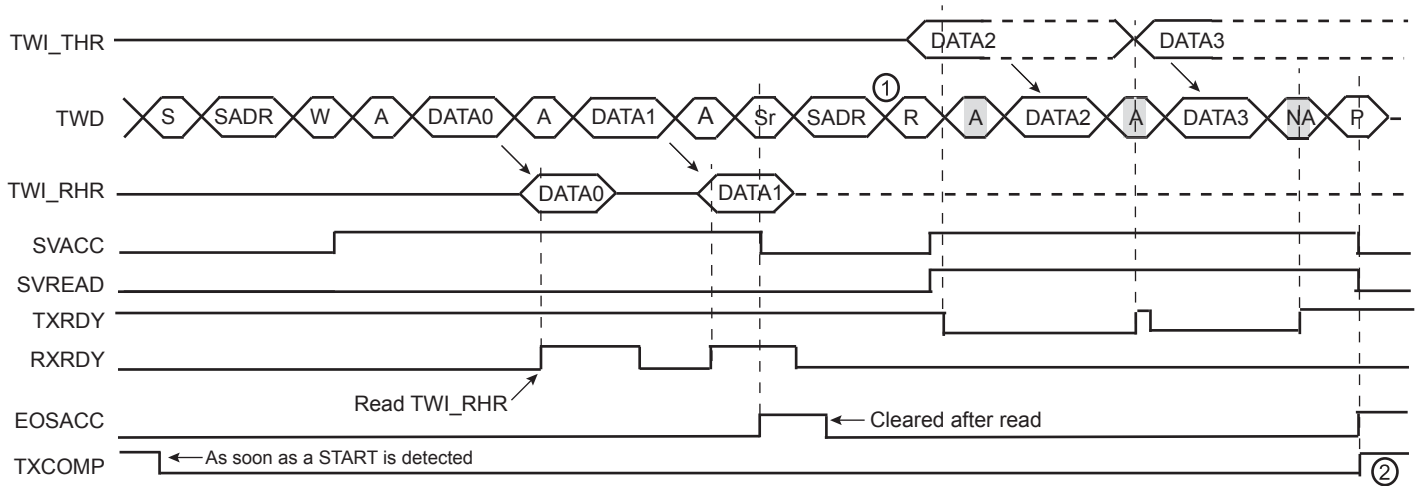 TWI_THR DATA2 DATA3
①
TWD S SADR W A DATA0 A DATA1 A Sr SADR R A DATA2 A DATA3 NA P
TWI_RHR DATA0 DATA1
SVACC
SVREAD
TXRDY
RXRDY
Read TWI_RHR
EOSACC Cleared after read
As soon as a START is detected
TXCOMP ②